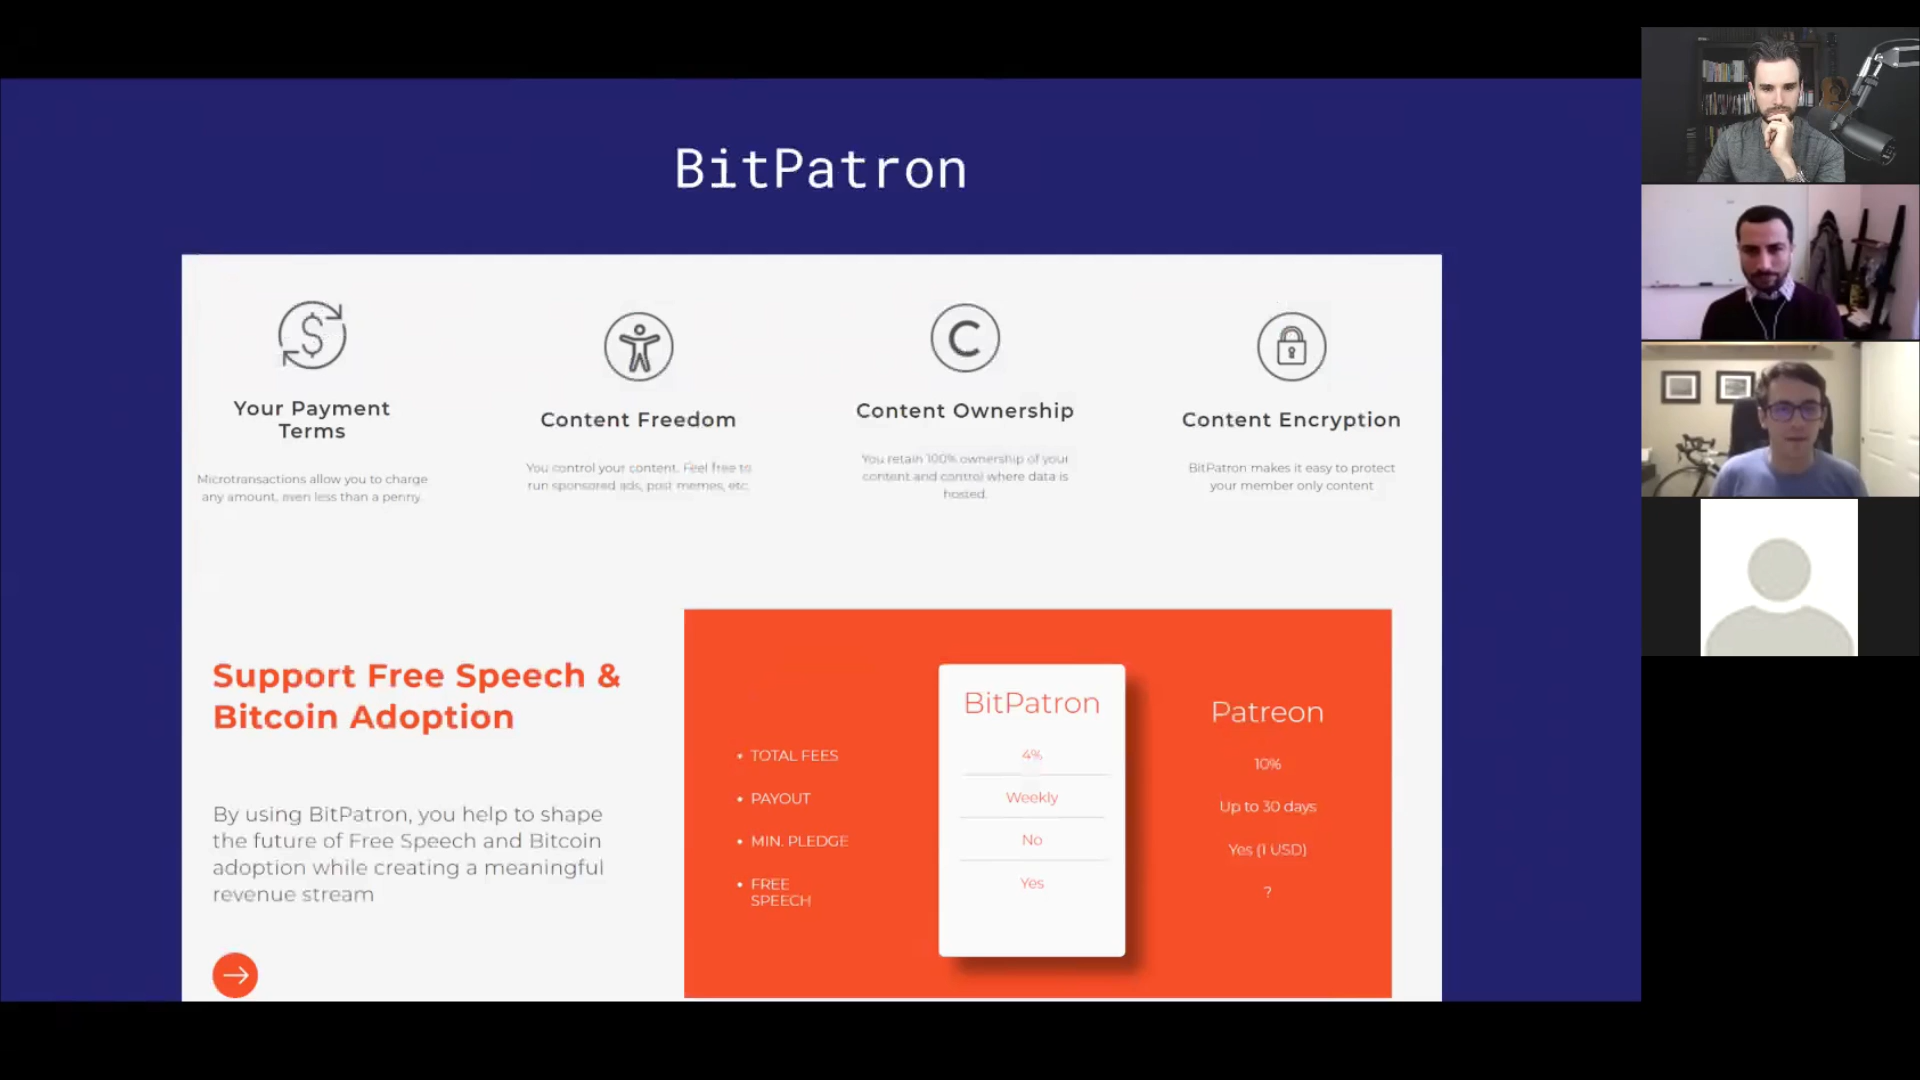 BitPatron
Your Payment
Terms
Microtransactions allow you to charge
any amount, even less than a penny.
Content Freedom
You control your content. Feel free to
run sponsored ads, post memes, etc.
Content Ownership
You retain 100% ownership of your
content and control where data is
hosted.
Content Encryption
BitPatron makes it easy to protect
your member only content
Support Free Speech &
Bitcoin Adoption
By using BitPatron, you help to shape
the future of Free Speech and Bitcoin
adoption while creating a meaningful
revenue stream
BitPatron
Patreon
• TOTAL FEES
4%
10%
• PAYOUT
Weekly
Up to 30 days
• MIN. PLEDGE
No
Yes (1 USD)
• FREE
SPEECH
Yes
?